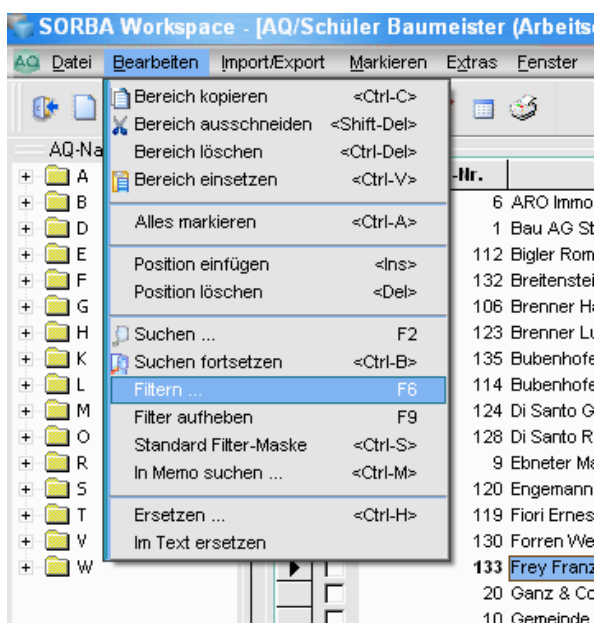 SORBA Workspace - [AQ/Schüler Baumeister (Arbeits
AQ Datei Bearbeiten Import/Export Markieren Extras Fenster
Bereich kopieren <Ctrl-C>
Bereich ausschneiden <Shift-Del>
Bereich löschen <Ctrl-Del>
Bereich einsetzen <Ctrl-V>
Alles markieren <Ctrl-A>
Position einfügen <Ins>
Position löschen <Del>
Suchen ... F2
Suchen fortsetzen <Ctrl-B>
Filtern ... F6
Filter aufheben F9
Standard Filter-Maske <Ctrl-S>
In Memo suchen ... <Ctrl-M>
Ersetzen ... <Ctrl-H>
Im Text ersetzen
AQ-Na
A
B
D
E
F
G
H
K
L
M
O
R
S
T
V
W
-Nr.
6 ARO Immo
1 Bau AG St
112 Bigler Rom
132 Breitenstei
106 Brenner Ha
123 Brenner Lu
135 Bubenhofe
114 Bubenhofe
124 Di Santo G
128 Di Santo R
9 Ebneter Ma
120 Engemann
119 Fiori Ernes
130 Forren We
133 Frey Franz
20 Ganz & Co
10 Gemeinde